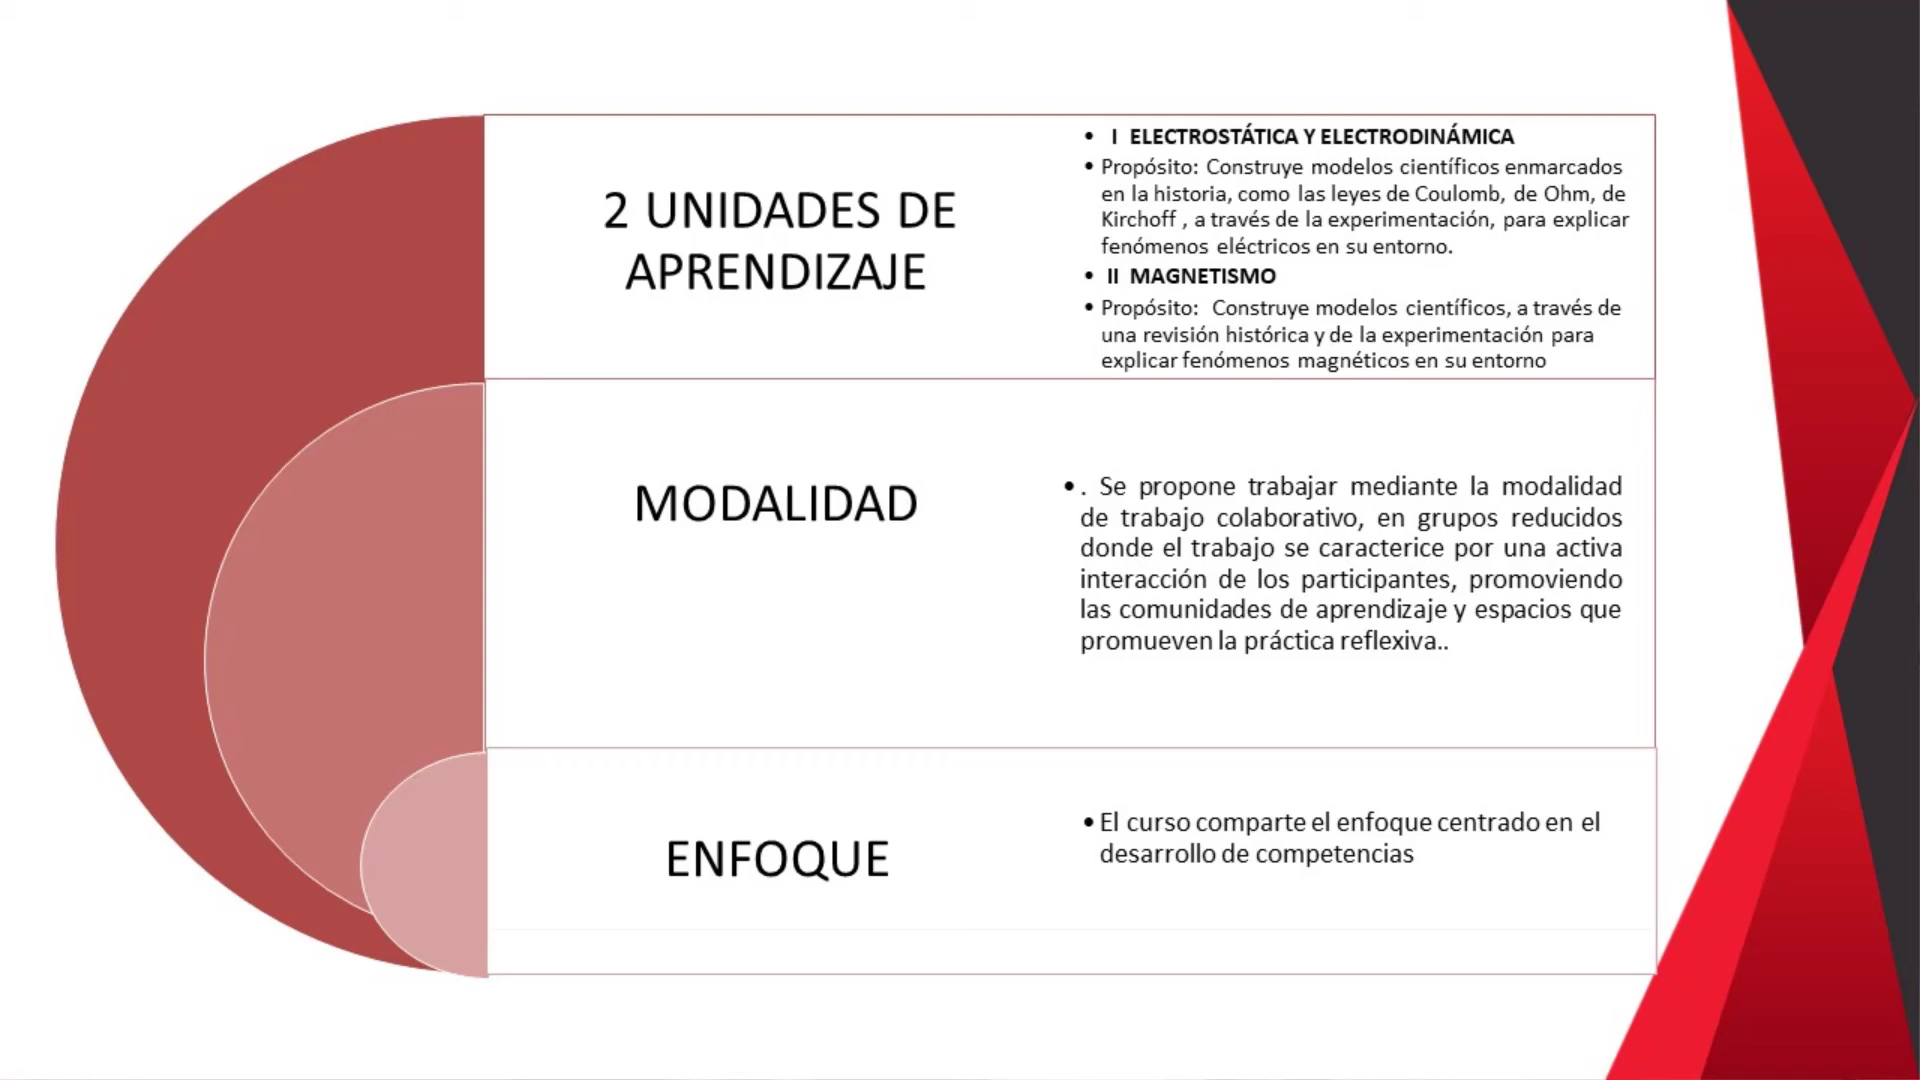 2 UNIDADES DE
APRENDIZAJE
• I ELECTROSTÁTICA Y ELECTRODINÁMICA
• Propósito: Construye modelos científicos enmarcados
en la historia, como las leyes de Coulomb, de Ohm, de
Kirchoff , a través de la experimentación, para explicar
fenómenos eléctricos en su entorno.
• II MAGNETISMO
• Propósito: Construye modelos científicos, a través de
una revisión histórica y de la experimentación para
explicar fenómenos magnéticos en su entorno
MODALIDAD
• . Se propone trabajar mediante la modalidad
de trabajo colaborativo, en grupos reducidos
donde el trabajo se caracterice por una activa
interacción de los participantes, promoviendo
las comunidades de aprendizaje y espacios que
promueven la práctica reflexiva..
ENFOQUE
• El curso comparte el enfoque centrado en el
desarrollo de competencias